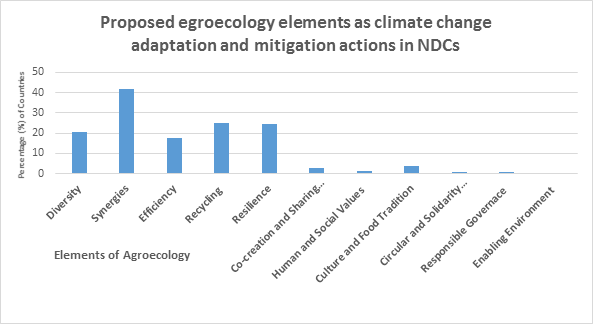 Proposed egroecology elements as climate change
adaptation and mitigation actions in NDCs
Percentage (%) of Countries
50
40
30
20
10
0
Diversity
Synergies
Efficiency
Recycling
Resilience
Co-creation and Sharing...
Human and Social Values
Culture and Food Tradition
Circular and Solidarity...
Responsible Governace
Enabling Environment
Elements of Agroecology